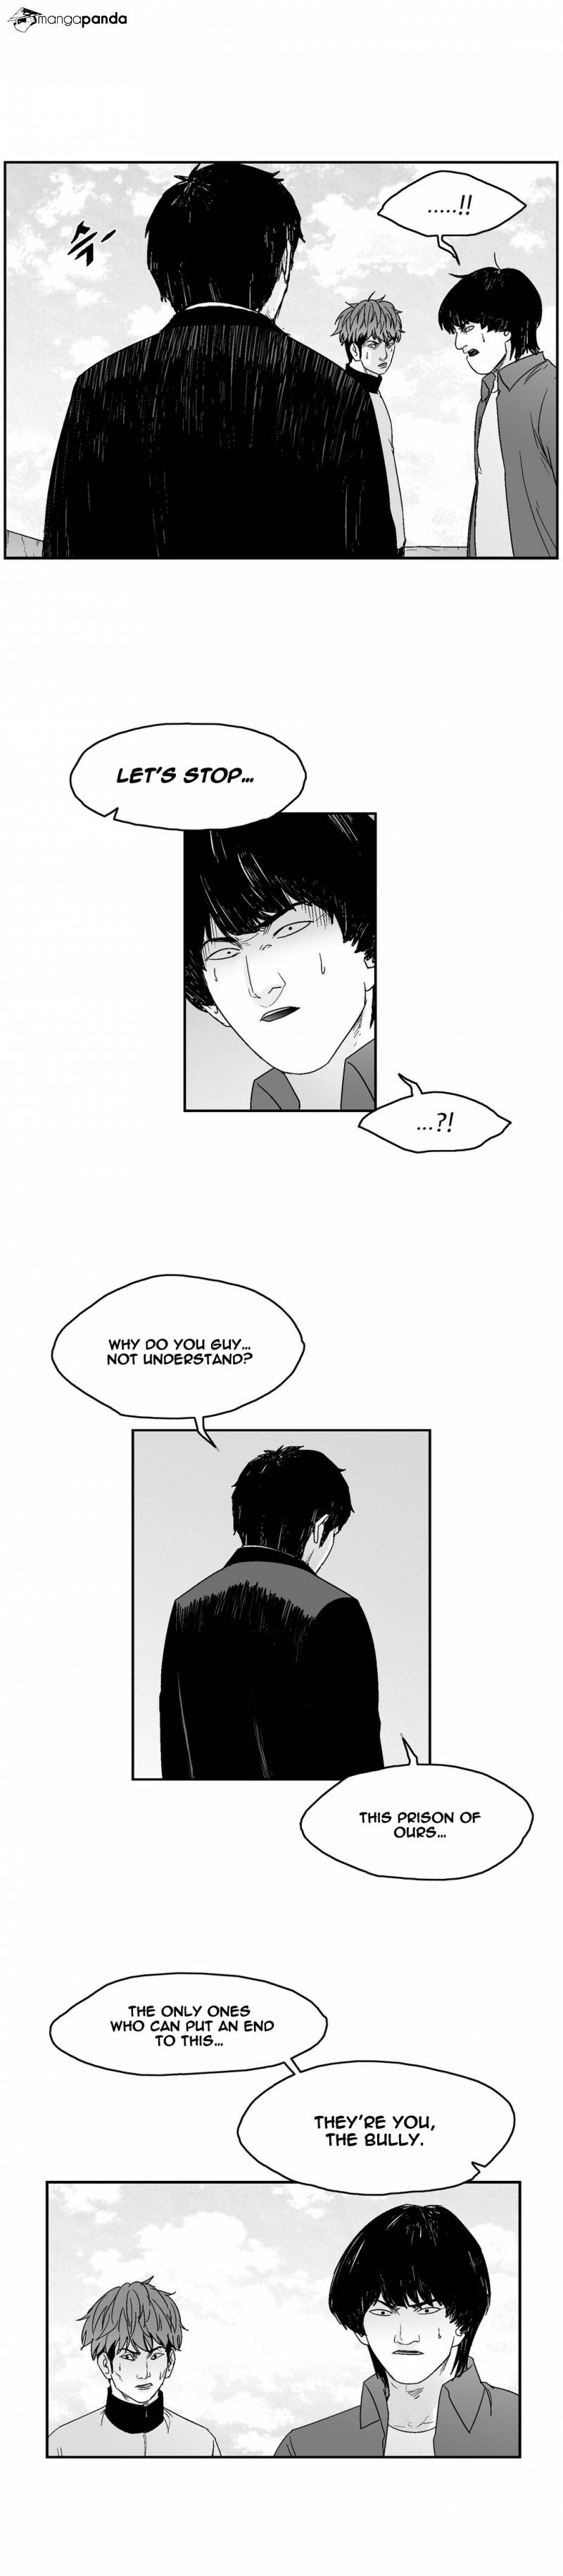 mangapanda
.....!!
LET'S STOP...
...?!
WHY DO YOU GUY...
NOT UNDERSTAND?
THIS PRISON OF
OURS...
THE ONLY ONES
WHO CAN PUT AN END
TO THIS...
THEY'RE YOU,
THE BULLY.